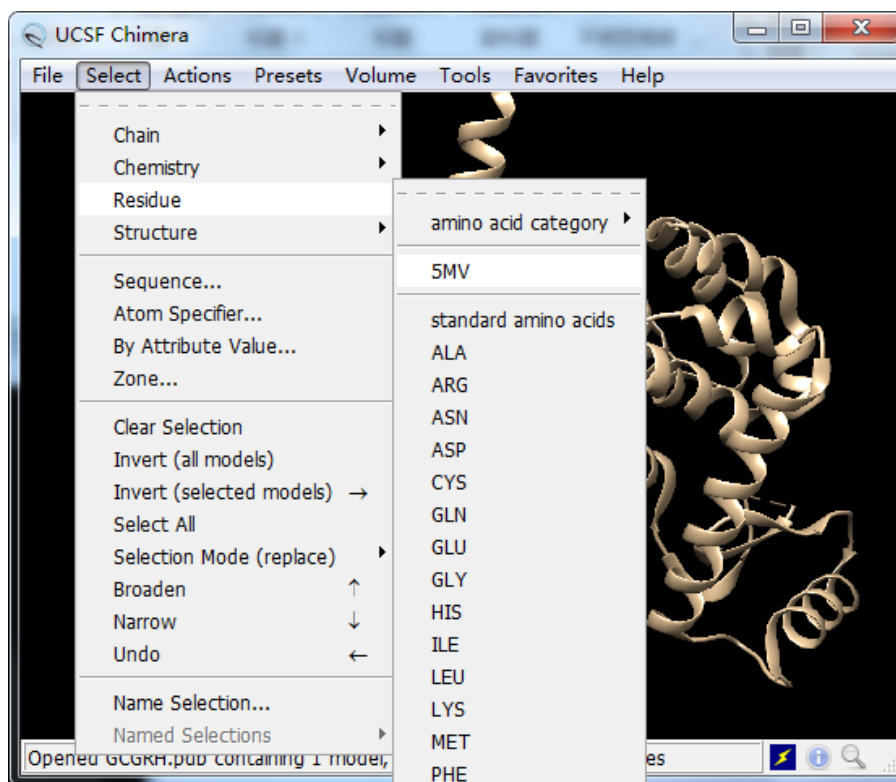 UCSF Chimera
File Select Actions Presets Volume Tools Favorites Help
Chain
Chemistry
Residue
Structure
Sequence...
Atom Specifier...
By Attribute Value...
Zone...
Clear Selection
Invert (all models)
Invert (selected models) →
Select All
Selection Mode (replace)
Broaden ↑
Narrow ↓
Undo ←
Name Selection...
Named Selections
amino acid category
5MV
standard amino acids
ALA
ARG
ASN
ASP
CYS
GLN
GLU
GLY
HIS
ILE
LEU
LYS
MET
PHE
Opened GCGRH.pdb containing 1 model, es